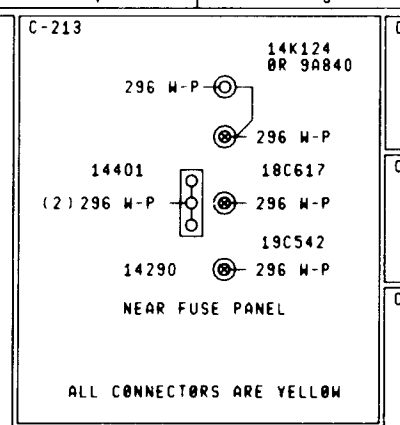 C-213
14K124
OR 9A840
296 W-P
296 W-P
14401
18C617
(2) 296 W-P
296 W-P
19C542
14290
296 W-P
NEAR FUSE PANEL
ALL CONNECTORS ARE YELLOW